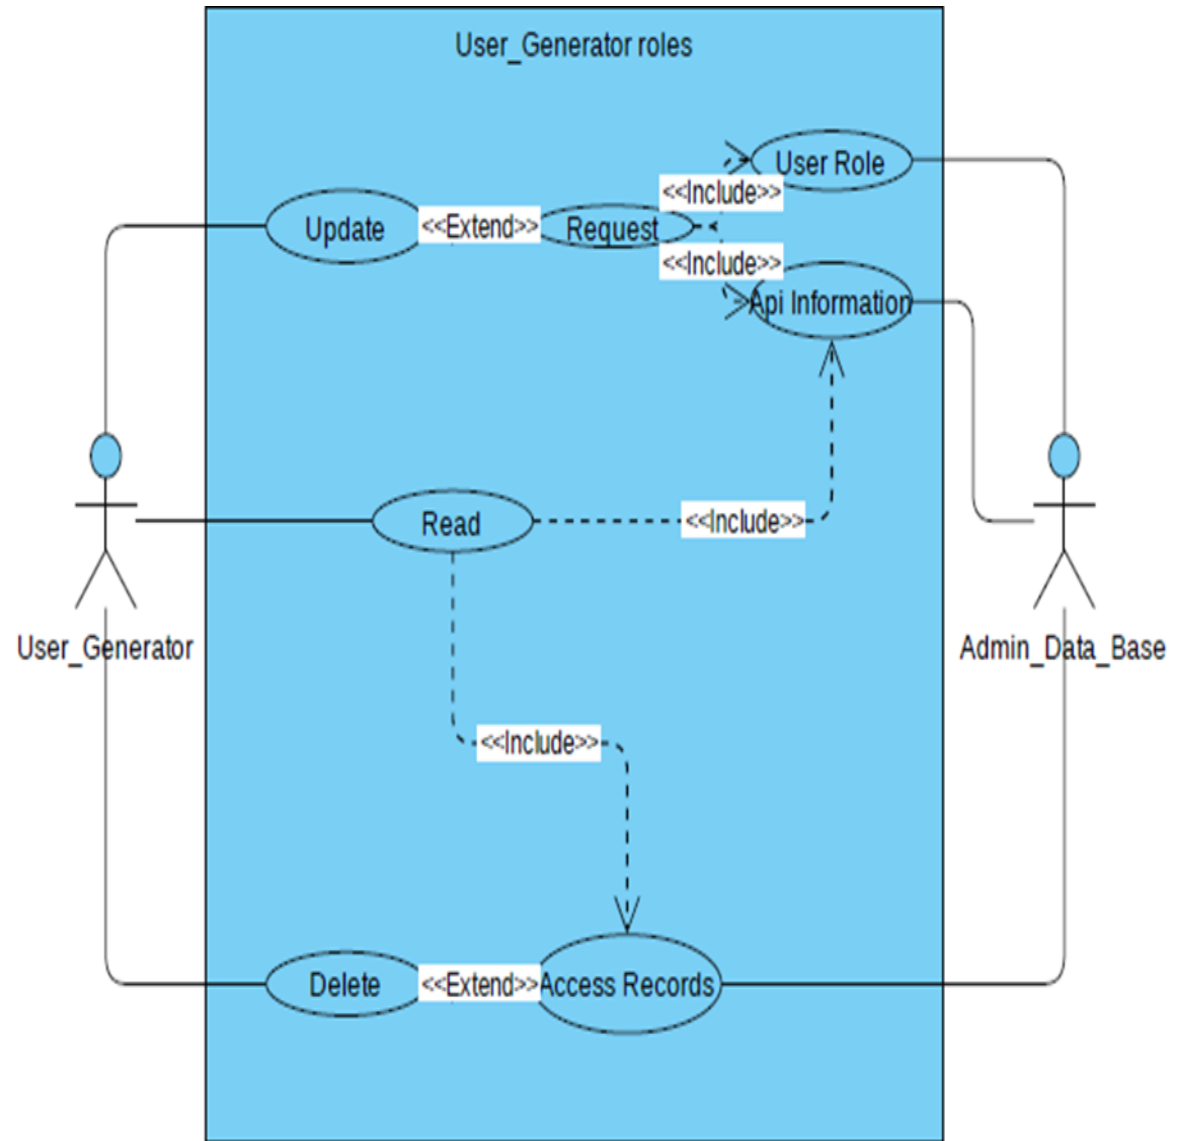 User_Generator roles
User Role
<<Include>>
Update
<<Extend>>
Request
<<Include>>
Api Information
Read
<<Include>>
User_Generator
Admin_Data_Base
<<Include>>
Delete
<<Extend>>
Access Records